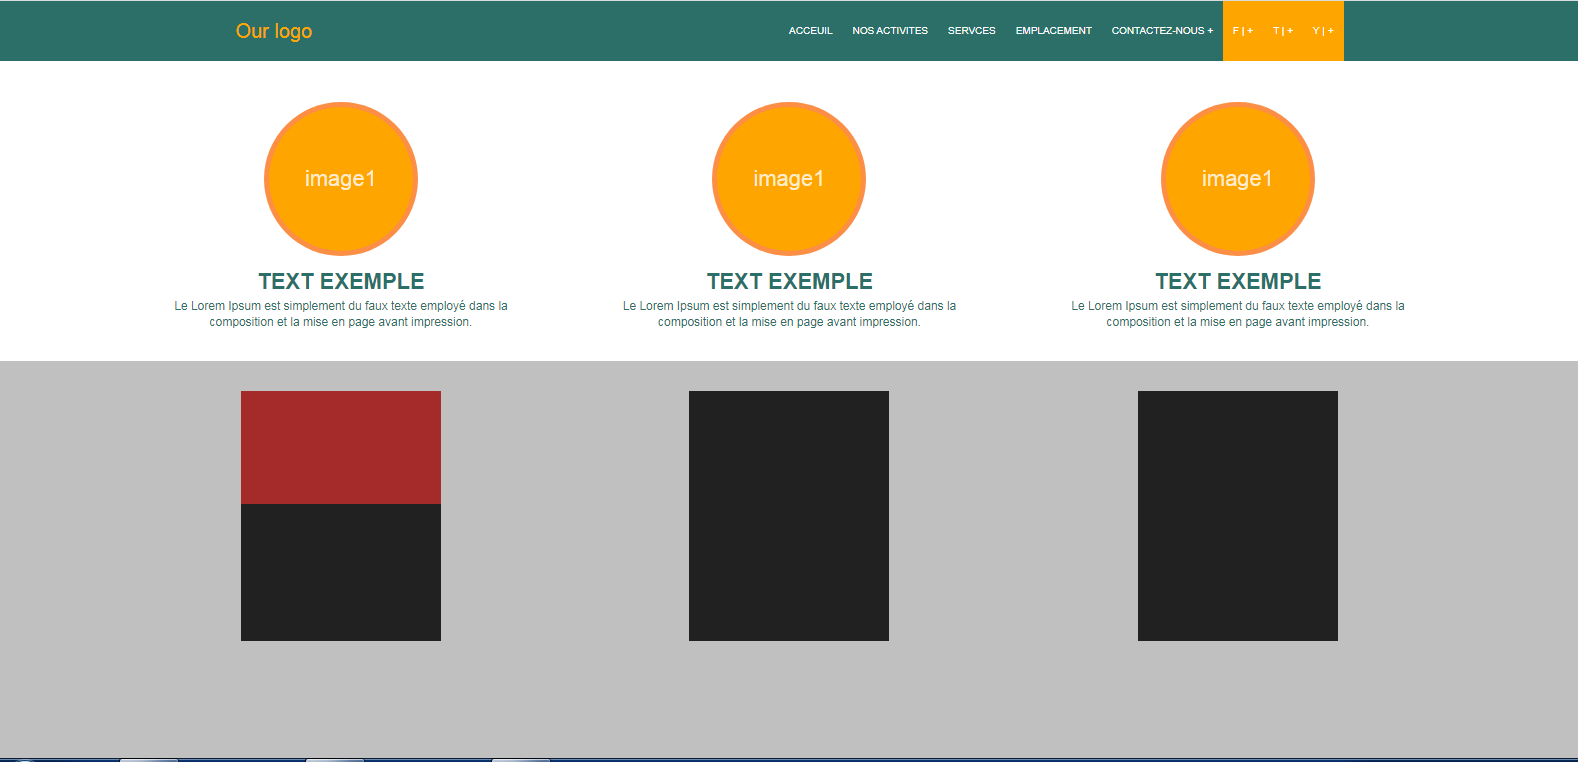 Our logo
ACCEUIL NOS ACTIVITES SERVCES EMPLACEMENT CONTACTEZ-NOUS + F | + T | + Y | +
image1 image1 image1
TEXT EXEMPLE TEXT EXEMPLE TEXT EXEMPLE
Le Lorem Ipsum est simplement du faux texte employé dans la
composition et la mise en page avant impression.
Le Lorem Ipsum est simplement du faux texte employé dans la
composition et la mise en page avant impression.
Le Lorem Ipsum est simplement du faux texte employé dans la
composition et la mise en page avant impression.